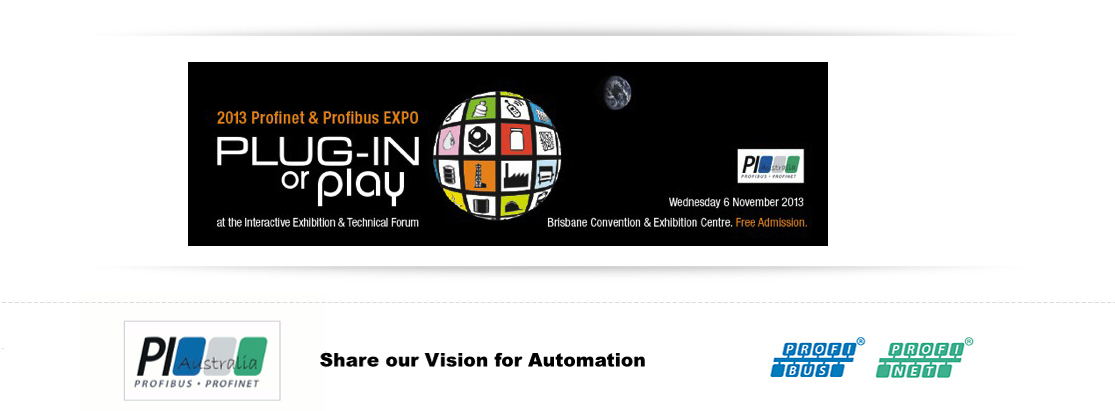 2013 Profinet & Profibus EXPO
PLUG-IN
or play
at the Interactive Exhibition & Technical Forum
PI Australia
PROFIBUS • PROFINET
Wednesday 6 November 2013
Brisbane Convention & Exhibition Centre. Free Admission.
PI Australia
PROFIBUS • PROFINET
Share our Vision for Automation
PROFI®
BUS
PROFI®
NET